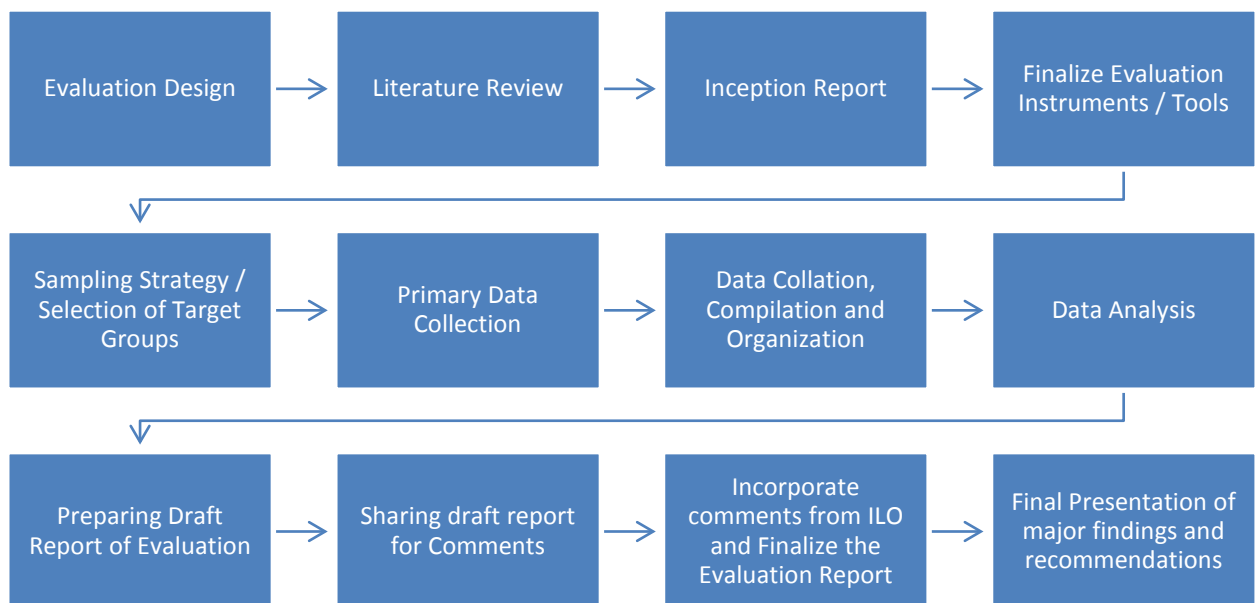 Evaluation Design
Literature Review
Inception Report
Finalize Evaluation
Instruments / Tools
Sampling Strategy /
Selection of Target
Groups
Primary Data
Collection
Data Collation,
Compilation and
Organization
Data Analysis
Preparing Draft
Report of Evaluation
Sharing draft report
for Comments
Incorporate
comments from ILO
and Finalize the
Evaluation Report
Final Presentation of
major findings and
recommendations